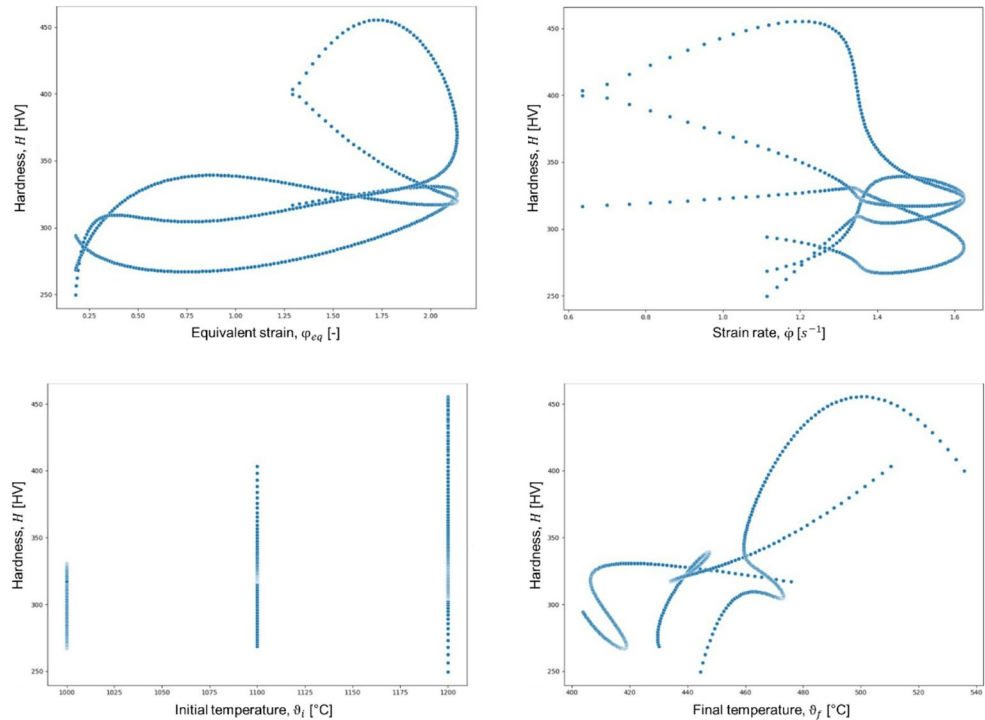 450
400
350
300
250
Hardness, H [HV]
0.25 0.50 0.75 1.00 1.25 1.50 1.75 2.00
Equivalent strain, φeq [-]
450
400
350
300
250
Hardness, H [HV]
0.6 0.8 1.0 1.2 1.4 1.6
Strain rate, φ̇ [s⁻¹]
450
400
350
300
250
Hardness, H [HV]
1000 1025 1050 1075 1100 1125 1150 1175 1200
Initial temperature, ϑi [°C]
450
400
350
300
250
Hardness, H [HV]
400 420 440 460 480 500 520 540
Final temperature, ϑf [°C]